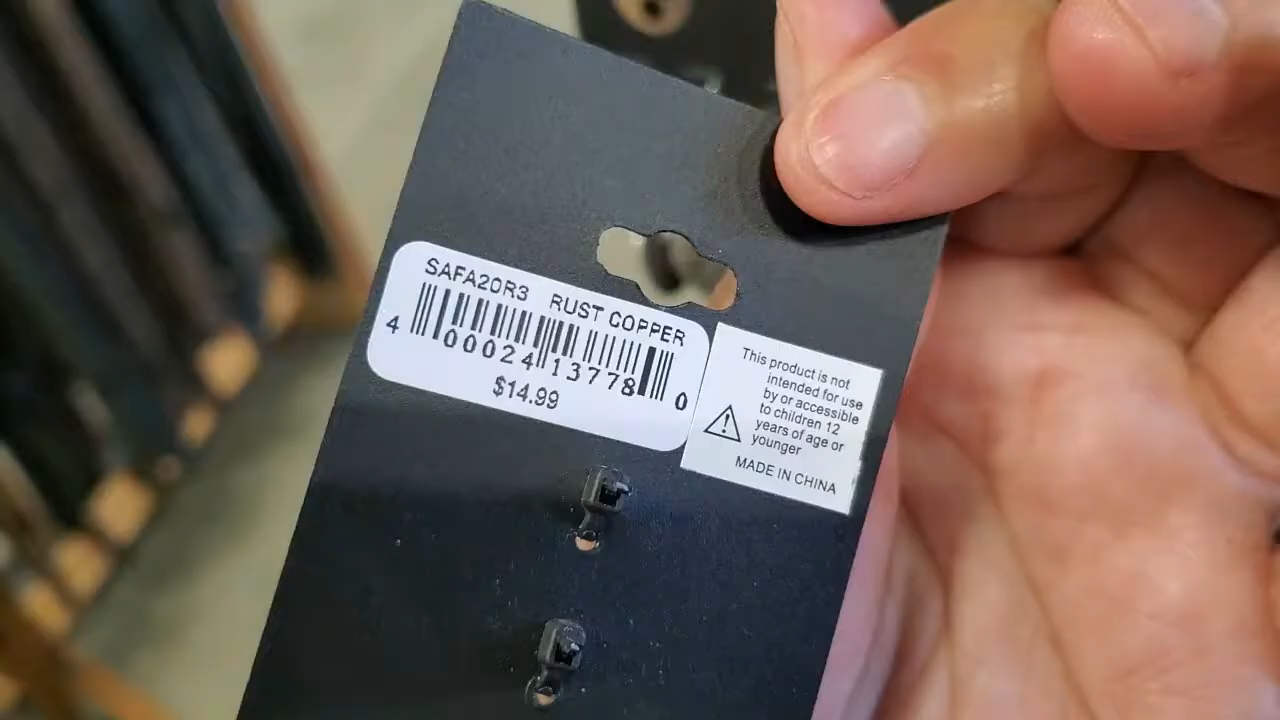 SAFA20R3 RUST COPPER
4 00024 13778 0
$14.99
This product is not
intended for use
by or accessible
to children 12
years of age or
younger
MADE IN CHINA